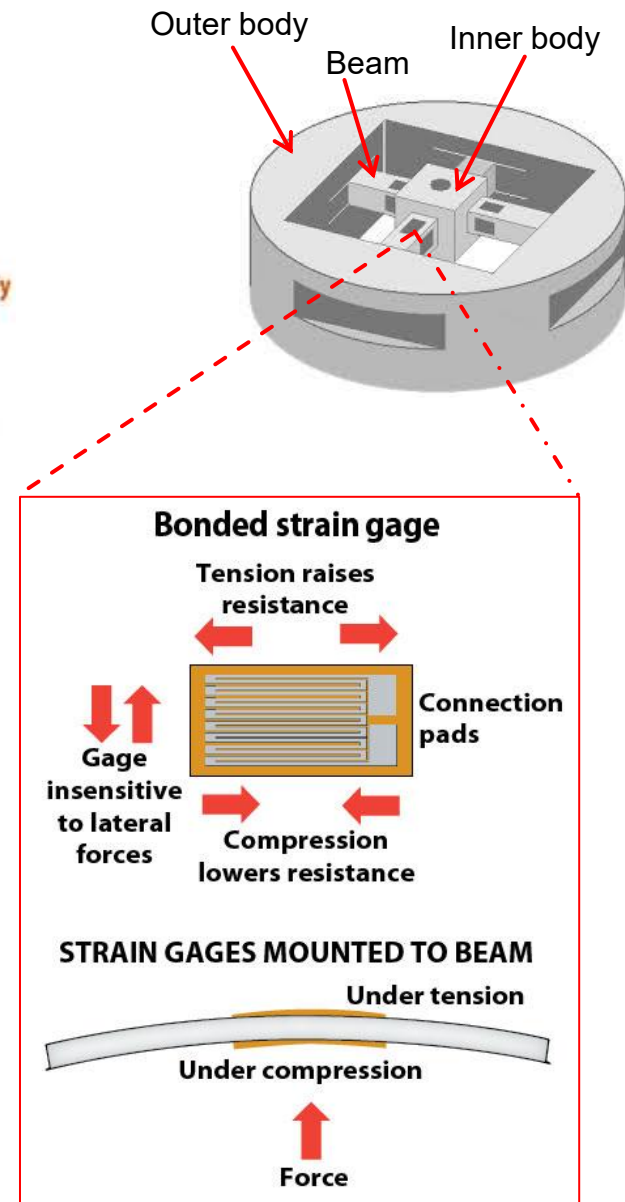 Outer body
Inner body
Beam
y
Bonded strain gage
Tension raises
resistance
Connection
pads
Gage
insensitive
to lateral
forces
Compression
lowers resistance
STRAIN GAGES MOUNTED TO BEAM
Under tension
Under compression
Force